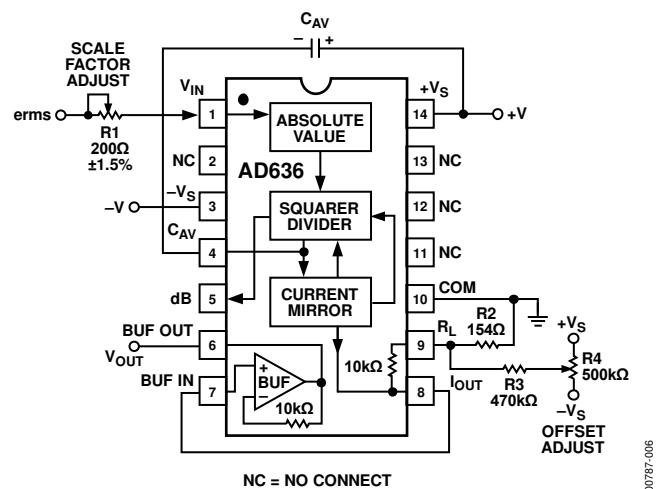 CAV
− +
SCALE
FACTOR
ADJUST
VIN
+VS
erms
1
ABSOLUTE
VALUE
14
+V
R1
200Ω
±1.5%
NC
2
AD636
13
NC
−VS
−V
3
SQUARER
DIVIDER
12
NC
CAV
4
11
NC
dB
5
CURRENT
MIRROR
10
COM
R2
154Ω
+VS
BUF OUT
VOUT
6
RL
9
10kΩ
R4
500kΩ
BUF IN
7
+
−
BUF
10kΩ
8
IOUT
R3
470kΩ
−VS
OFFSET
ADJUST
NC = NO CONNECT
00787-006